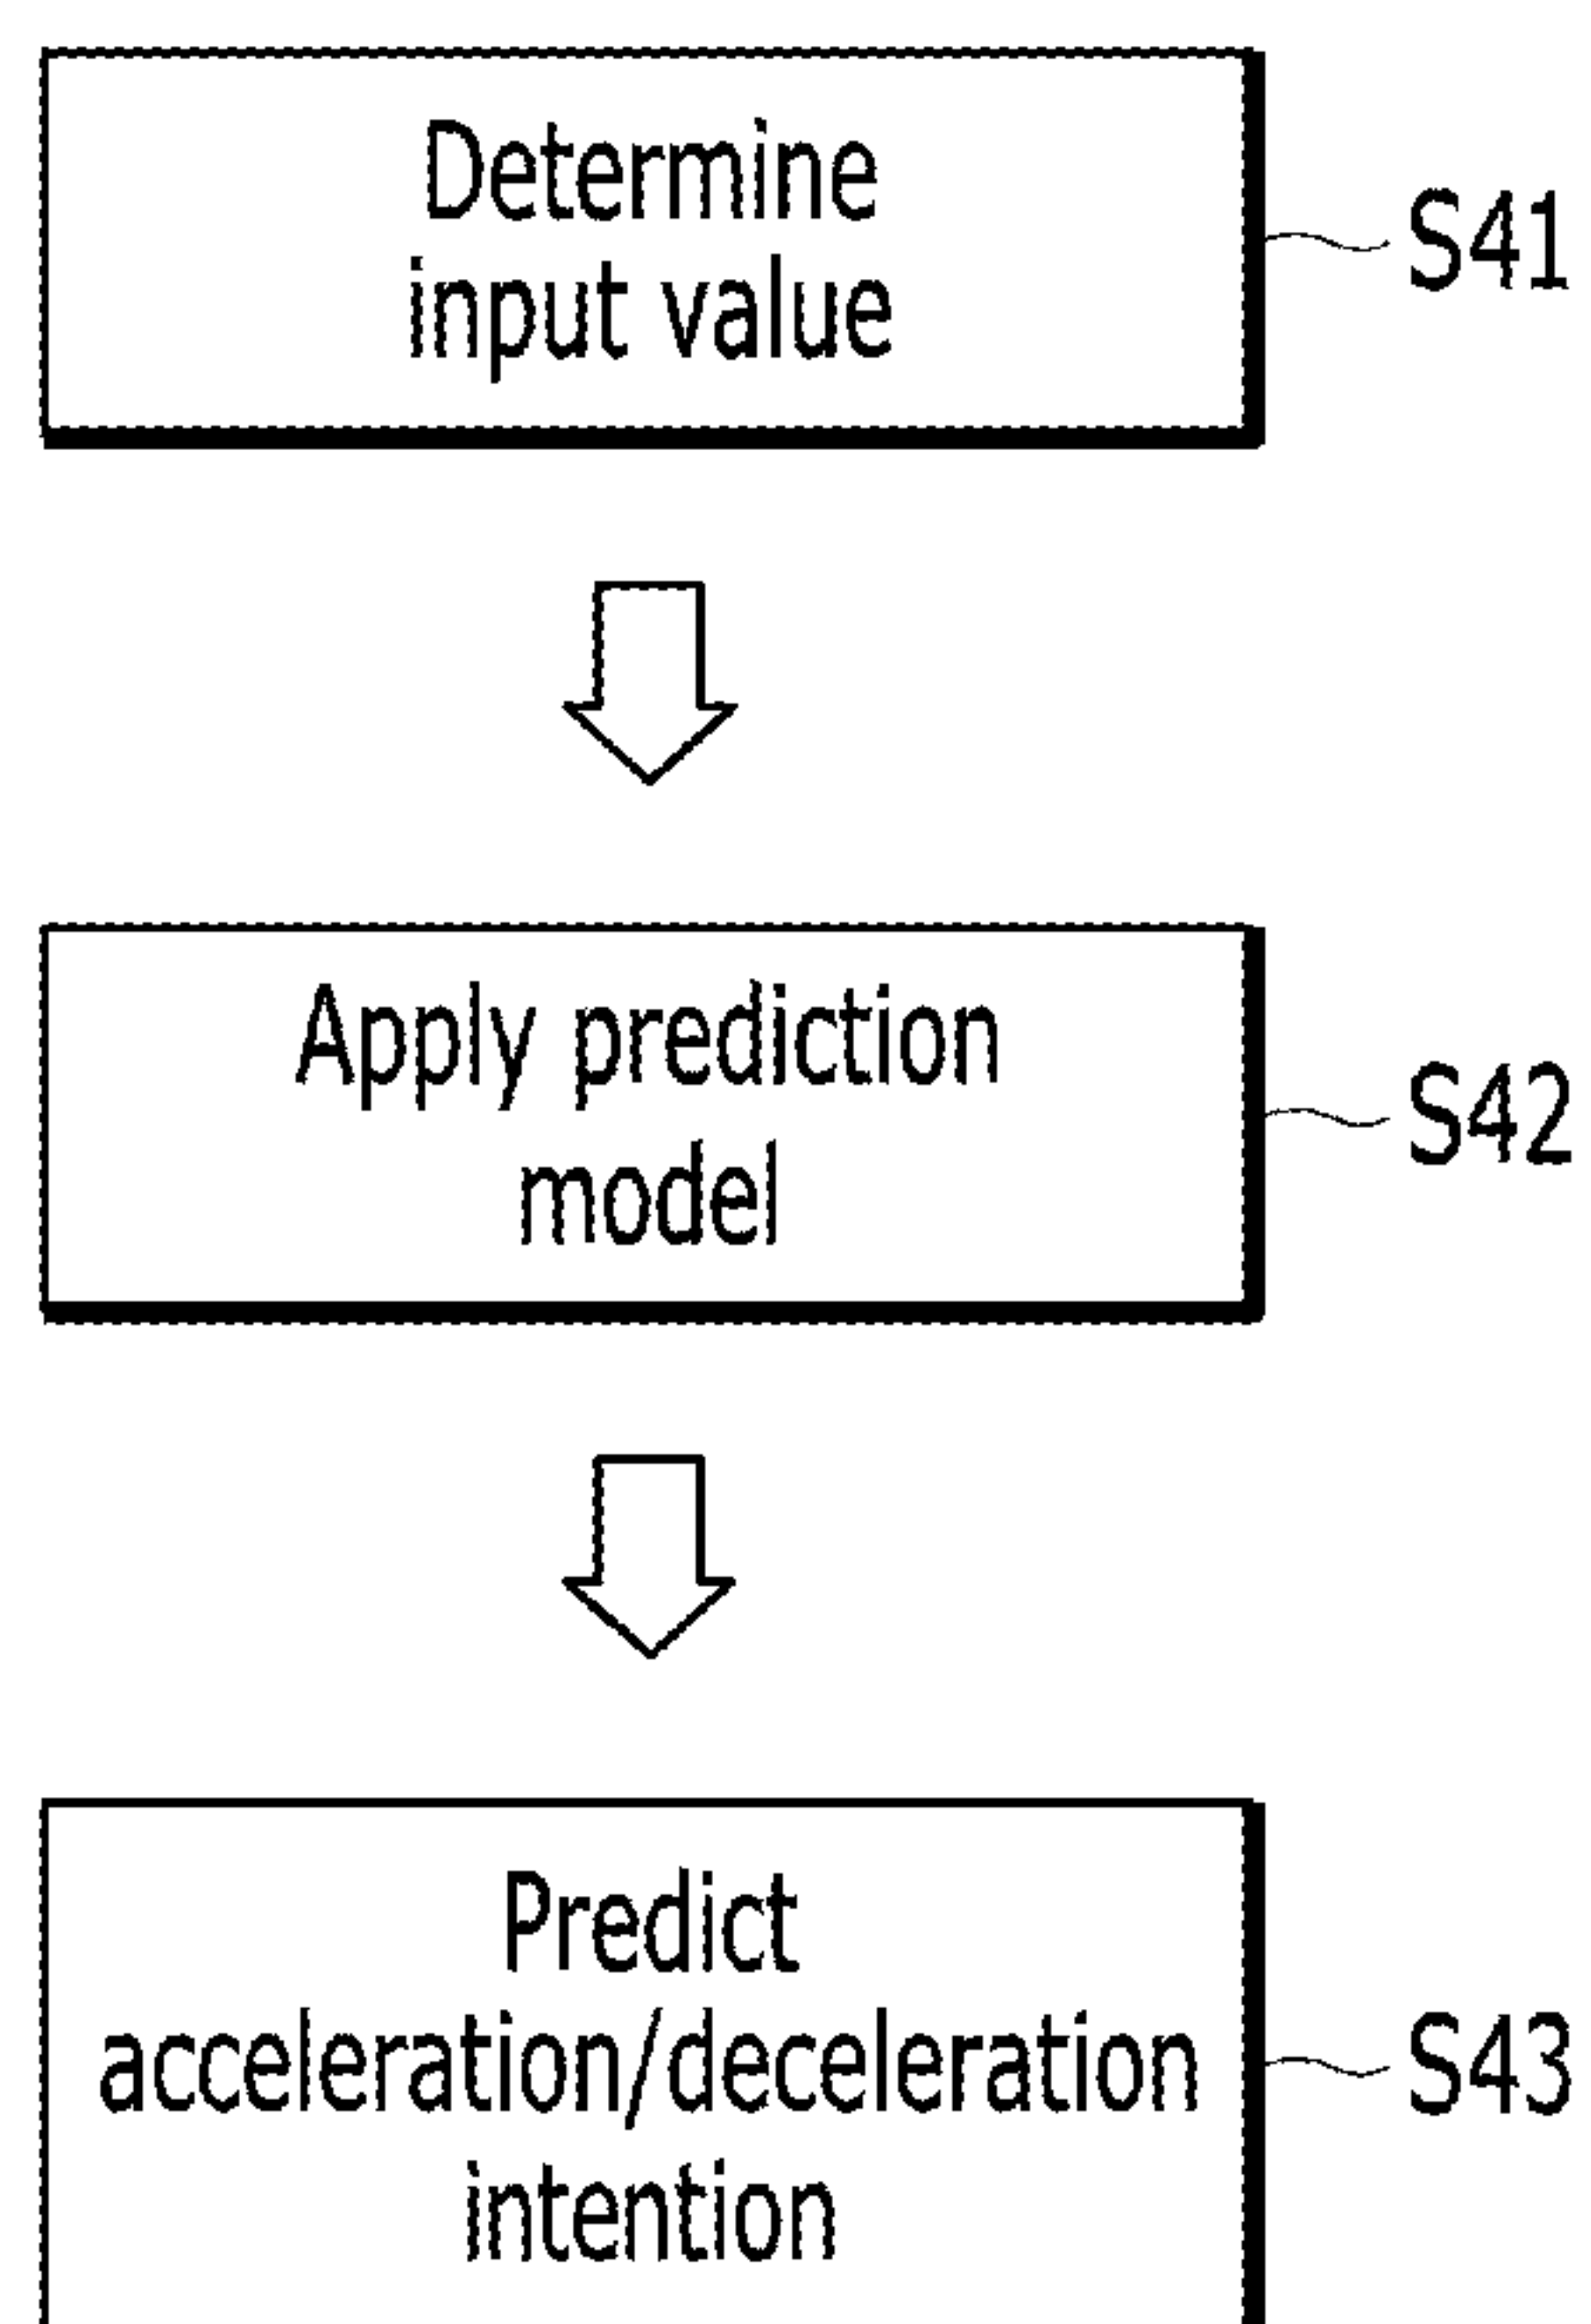 Determine
input value
S41
Apply prediction
model
S42
Predict
acceleration/deceleration
intention
S43